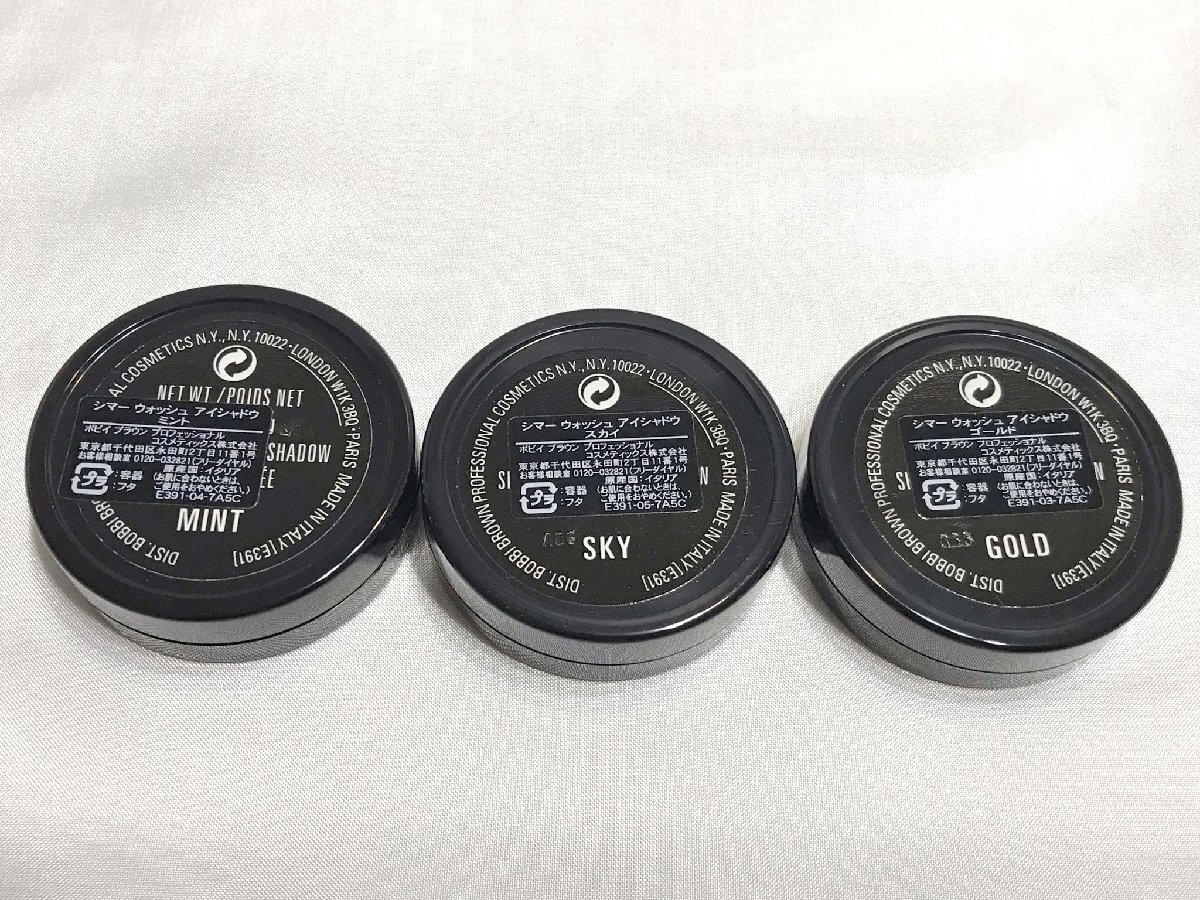 DIST. BOBBI BRO AL COSMETICS N.Y., N.Y. 10022 · LONDON W1K 3BQ · PARIS MADE IN ITALY [E391]
NET WT. / POIDS NET
シマー ウォッシュ アイシャドウ
ミント
ボビイ ブラウン プロフェッショナル
コスメティックス株式会社
東京都千代田区永田町2丁目11番1号
お客様相談室 0120-032821(フリーダイヤル)
原産国:イタリア
プラ :容器 :フタ
(お肌に合わないときは、
ご使用をおやめください。)
E391-04-7A5C
SHADOW
ÉE
MINT
DIST. BOBBI BROWN PROFESSIONAL COSMETICS N.Y., N.Y. 10022 · LONDON W1K 3BQ · PARIS MADE IN ITALY [E391]
シマー ウォッシュ アイシャドウ
スカイ
ボビイ ブラウン プロフェッショナル
コスメティックス株式会社
東京都千代田区永田町2丁目11番1号
お客様相談室 0120-032821(フリーダイヤル)
原産国:イタリア
プラ :容器 :フタ
(お肌に合わないときは、
ご使用をおやめください。)
E391-05-7A5C
SKY
DIST. BOBBI BROWN PROFESSIONAL COSMETICS N.Y., N.Y. 10022 · LONDON W1K 3BQ · PARIS MADE IN ITALY [E391]
シマー ウォッシュ アイシャドウ
ゴールド
ボビイ ブラウン プロフェッショナル
コスメティックス株式会社
東京都千代田区永田町2丁目11番1号
お客様相談室 0120-032821(フリーダイヤル)
原産国:イタリア
プラ :容器 :フタ
(お肌に合わないときは、
ご使用をおやめください。)
E391-03-7A5C
GOLD